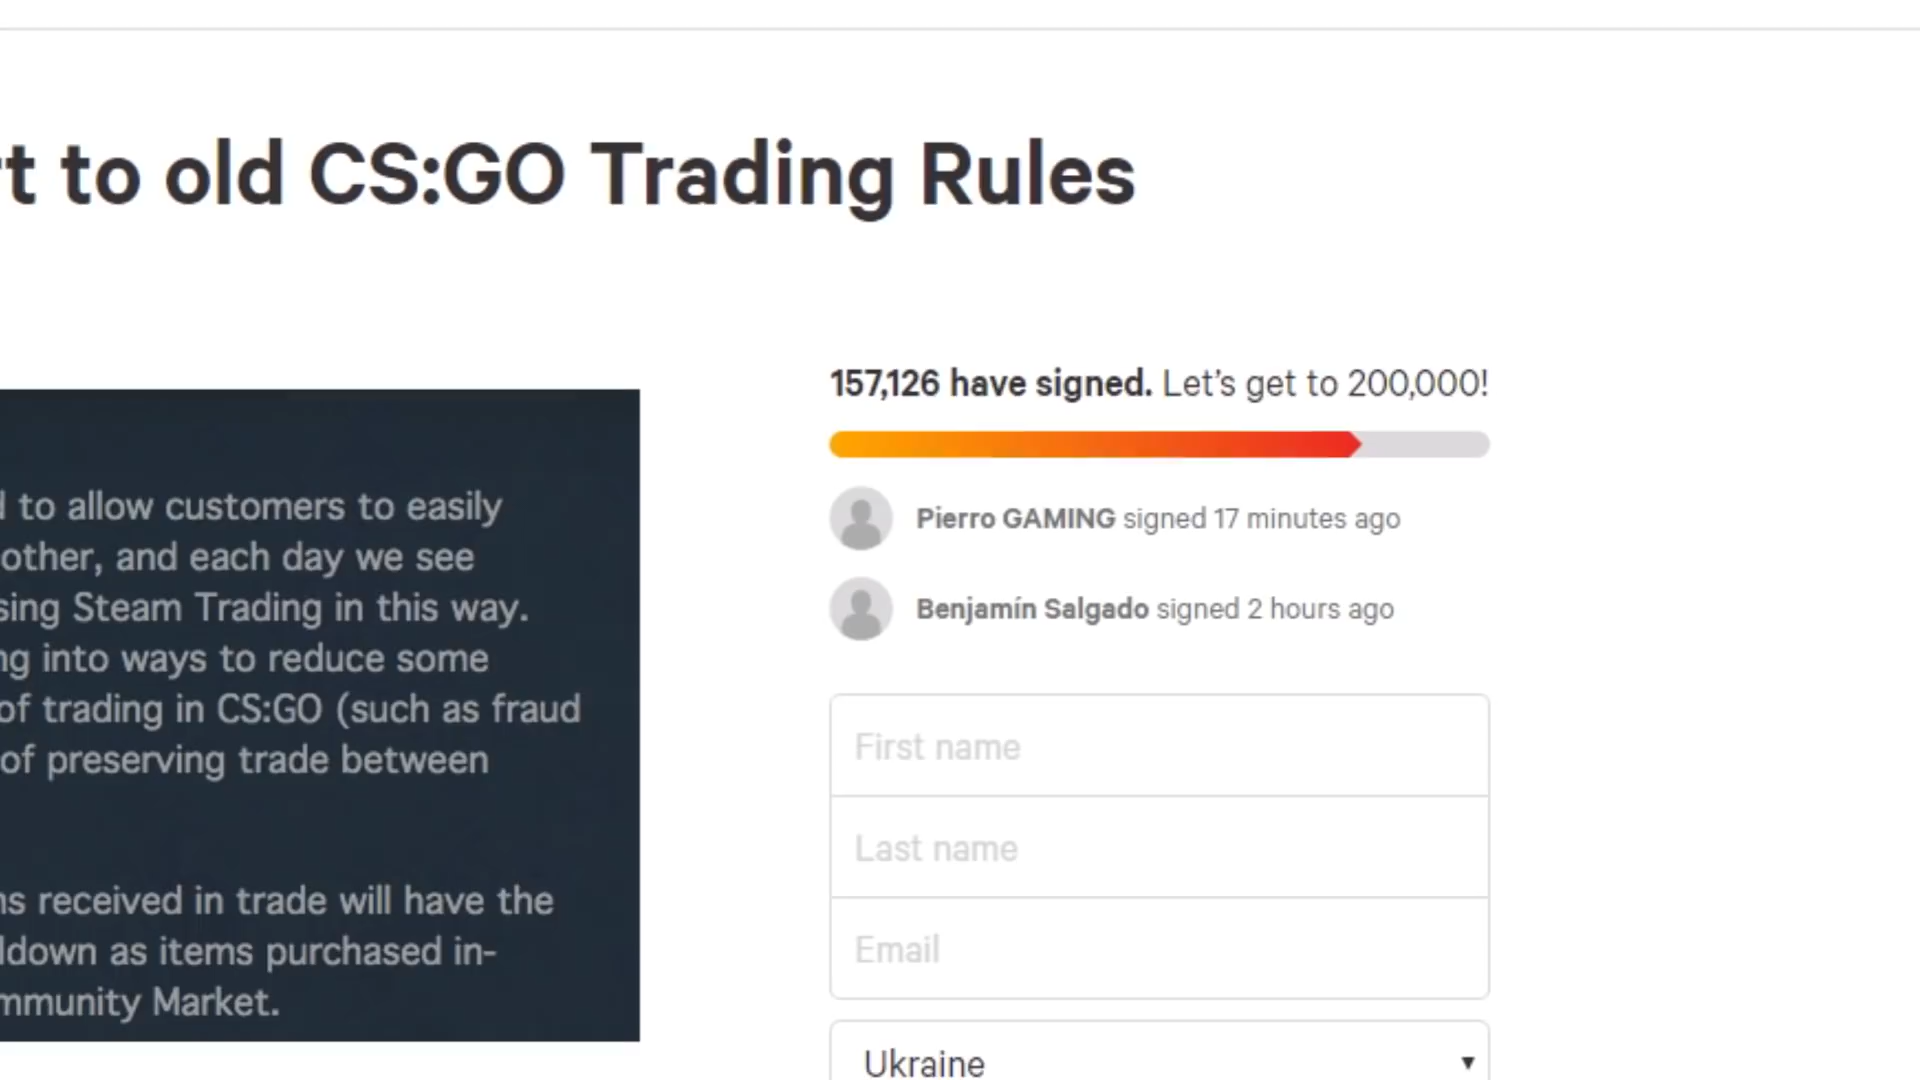 t to old CS:GO Trading Rules
157,126 have signed. Let's get to 200,000!
Pierro GAMING signed 17 minutes ago
Benjamín Salgado signed 2 hours ago
First name
Last name
Email
Ukraine
to allow customers to easily
other, and each day we see
sing Steam Trading in this way.
ng into ways to reduce some
of trading in CS:GO (such as fraud
of preserving trade between
ns received in trade will have the
ldown as items purchased in-
mmunity Market.